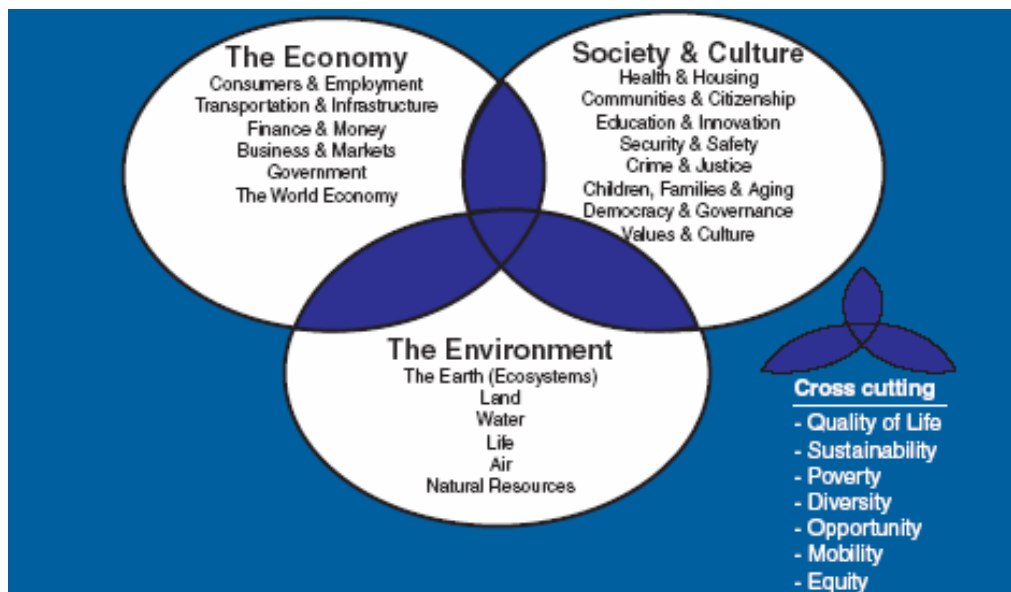 The Economy
Consumers & Employment
Transportation & Infrastructure
Finance & Money
Business & Markets
Government
The World Economy
Society & Culture
Health & Housing
Communities & Citizenship
Education & Innovation
Security & Safety
Crime & Justice
Children, Families & Aging
Democracy & Governance
Values & Culture
The Environment
The Earth (Ecosystems)
Land
Water
Life
Air
Natural Resources
Cross cutting
- Quality of Life
- Sustainability
- Poverty
- Diversity
- Opportunity
- Mobility
- Equity